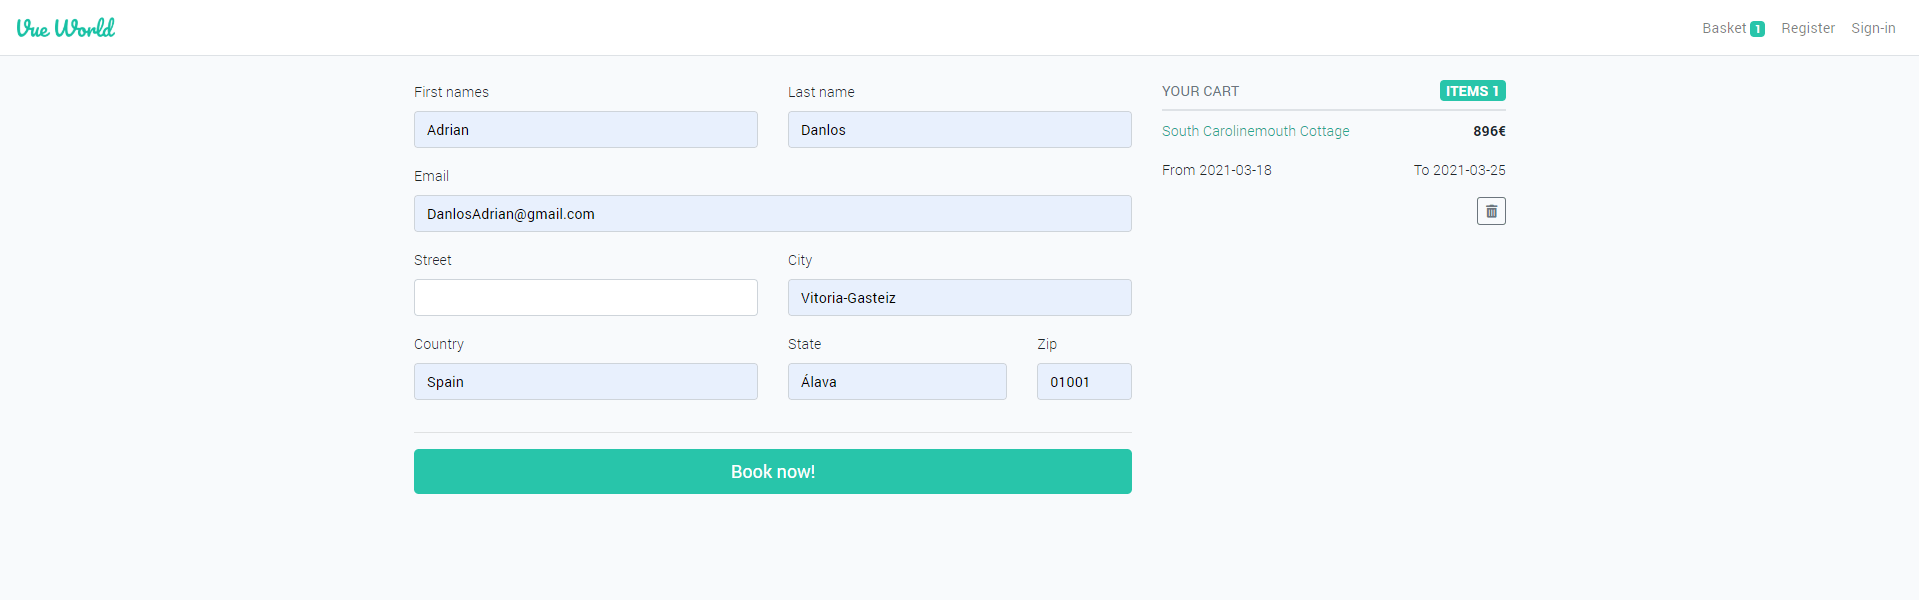 Vue World
Basket 1 Register Sign-in
First names
Adrian
Last name
Danlos
Email
DanlosAdrian@gmail.com
Street
City
Vitoria-Gasteiz
Country
Spain
State
Álava
Zip
01001
Book now!
YOUR CART ITEMS 1
South Carolinemouth Cottage 896€
From 2021-03-18 To 2021-03-25